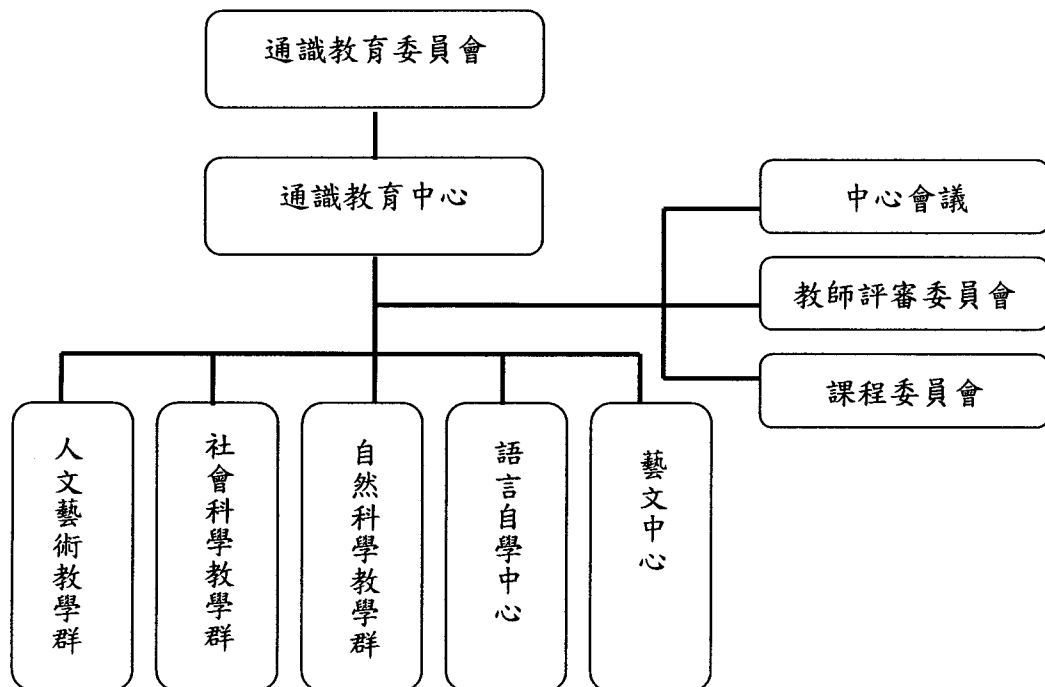 通識教育委員會
通識教育中心
中心會議
教師評審委員會
課程委員會
人文藝術教學群
社會科學教學群
自然科學教學群
語言自學中心
藝文中心